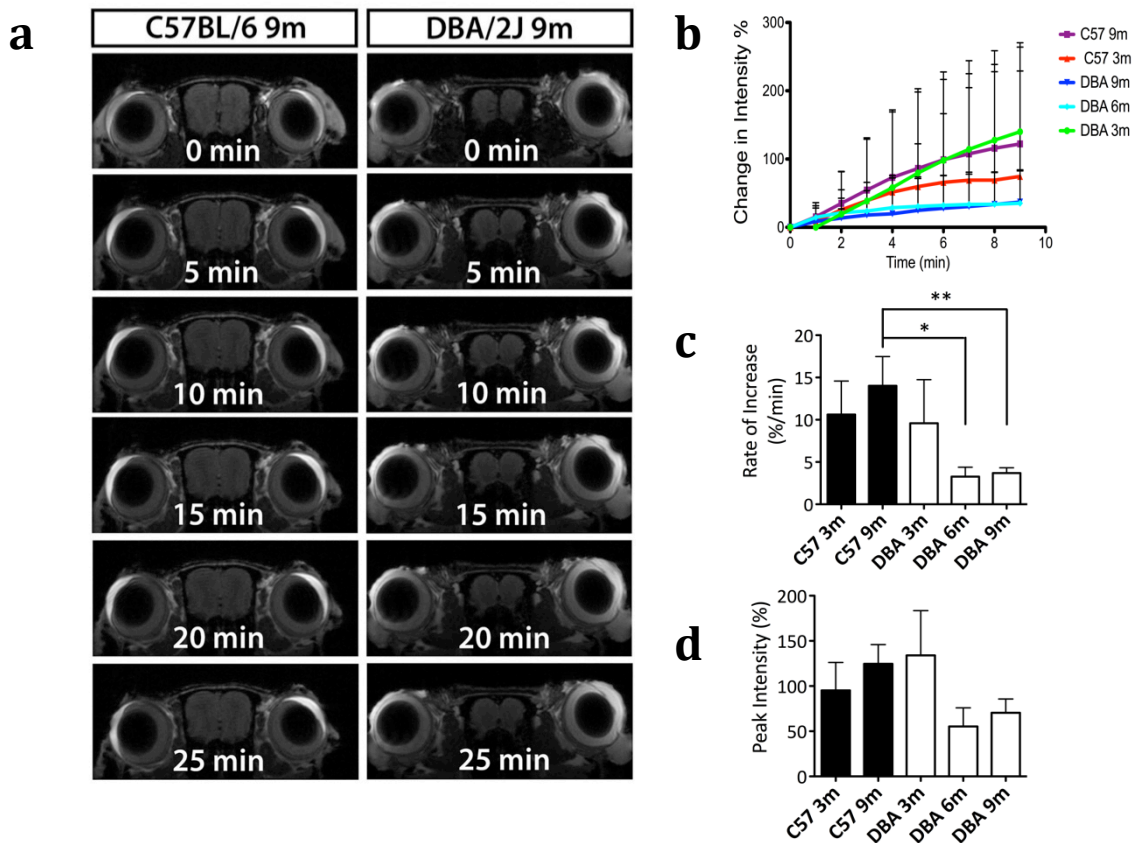 a
C57BL/6 9m
DBA/2J 9m
0 min
0 min
5 min
5 min
10 min
10 min
15 min
15 min
20 min
20 min
25 min
25 min
b
Change in Intensity %
300
200
100
0
0
2
4
6
8
10
Time (min)
C57 9m
C57 3m
DBA 9m
DBA 6m
DBA 3m
c
Rate of Increase
(%/min)
20
15
10
5
0
*
**
C57 3m
C57 9m
DBA 3m
DBA 6m
DBA 9m
d
Peak Intensity (%)
200
150
100
50
0
C57 3m
C57 9m
DBA 3m
DBA 6m
DBA 9m